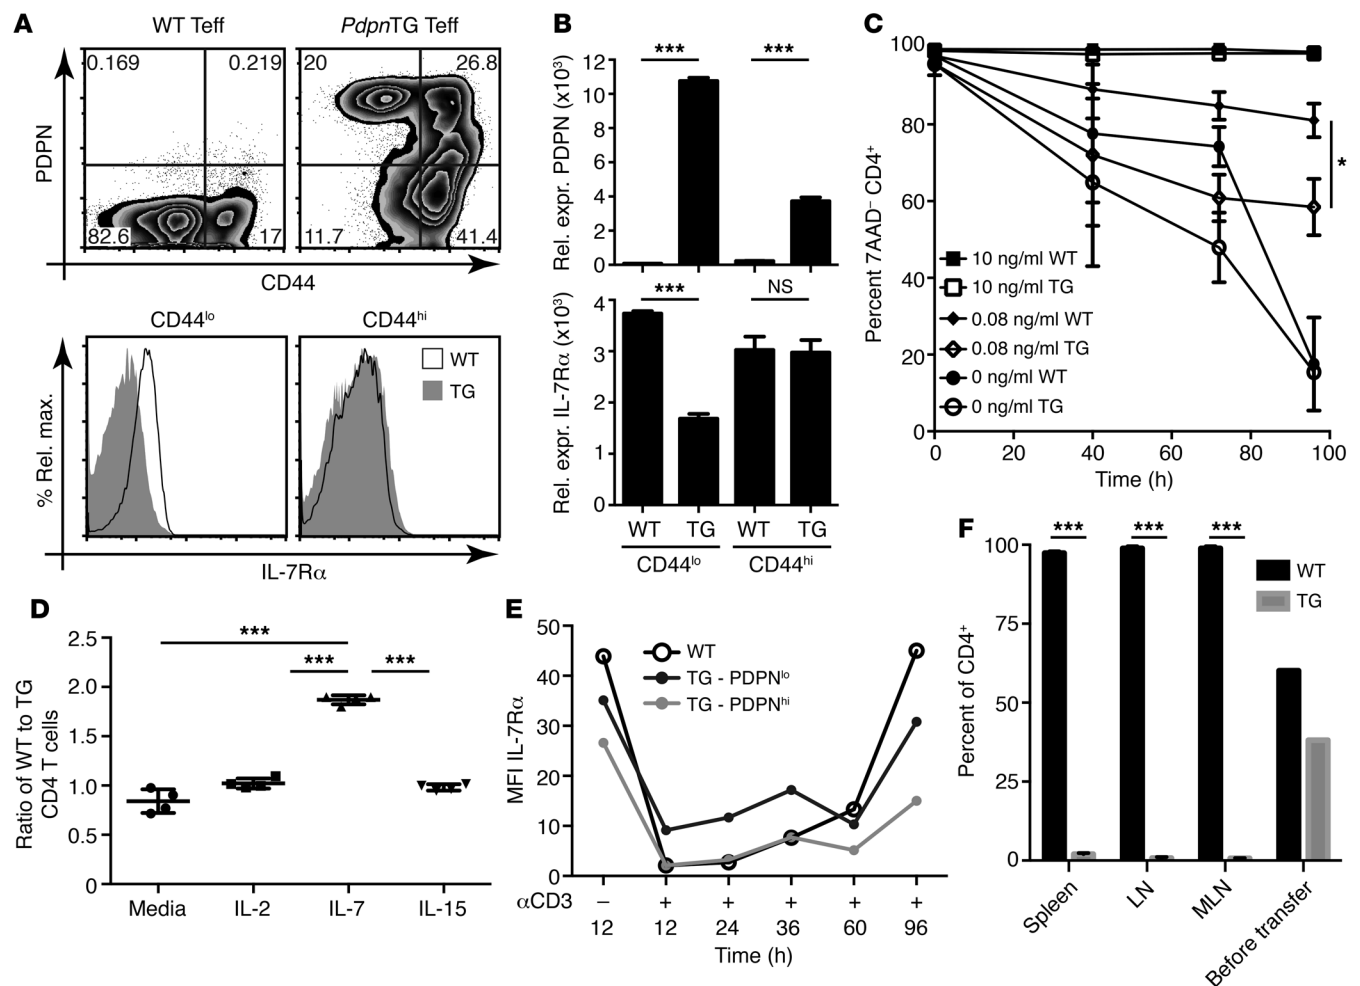 A
WT Teff
PdpnTG Teff
PDPN
0.169
0.219
82.6
17
20
26.8
11.7
41.4
CD44
CD44lo
CD44hi
% Rel. max.
WT
TG
IL-7Rα
B
***
***
Rel. expr. PDPN (x10³)
12
10
8
6
4
2
0
***
NS
Rel. expr. IL-7Rα (x10³)
4
3
2
1
0
WT
TG
WT
TG
CD44lo
CD44hi
C
Percent 7AAD⁻ CD4⁺
100
80
60
40
20
0
*
10 ng/ml WT
10 ng/ml TG
0.08 ng/ml WT
0.08 ng/ml TG
0 ng/ml WT
0 ng/ml TG
0
20
40
60
80
100
Time (h)
D
Ratio of WT to TG
CD4 T cells
2.5
2.0
1.5
1.0
0.5
0
***
***
***
Media
IL-2
IL-7
IL-15
E
MFI IL-7Rα
50
40
30
20
10
0
WT
TG - PDPNlo
TG - PDPNhi
αCD3
–
+
+
+
+
+
12
12
24
36
60
96
Time (h)
F
***
***
***
Percent of CD4⁺
100
75
50
25
0
WT
TG
Spleen
LN
MLN
Before transfer